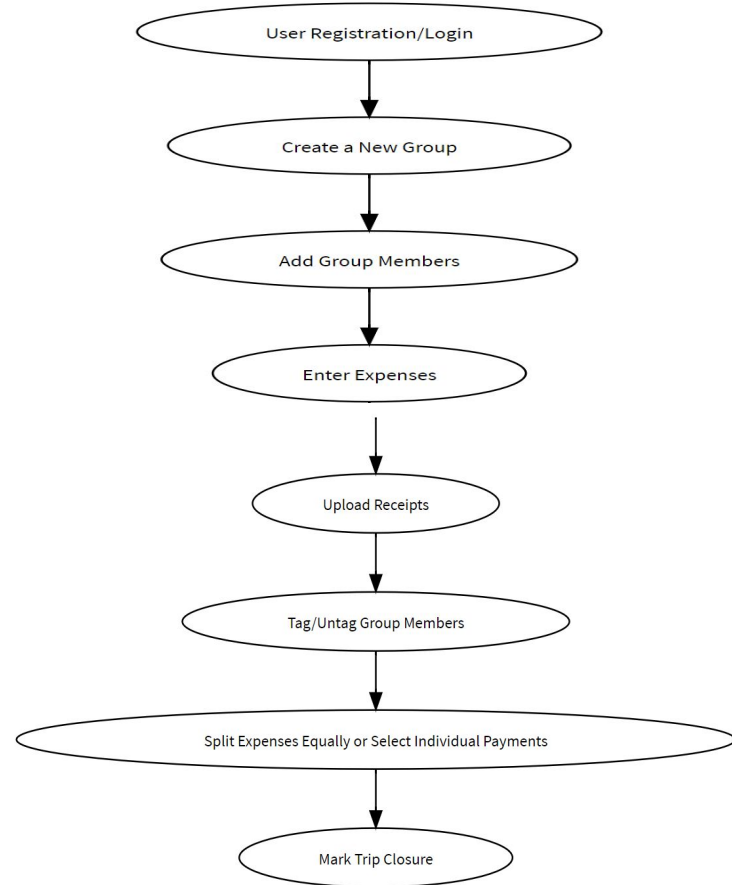 User Registration/Login
Create a New Group
Add Group Members
Enter Expenses
Upload Receipts
Tag/Untag Group Members
Split Expenses Equally or Select Individual Payments
Mark Trip Closure